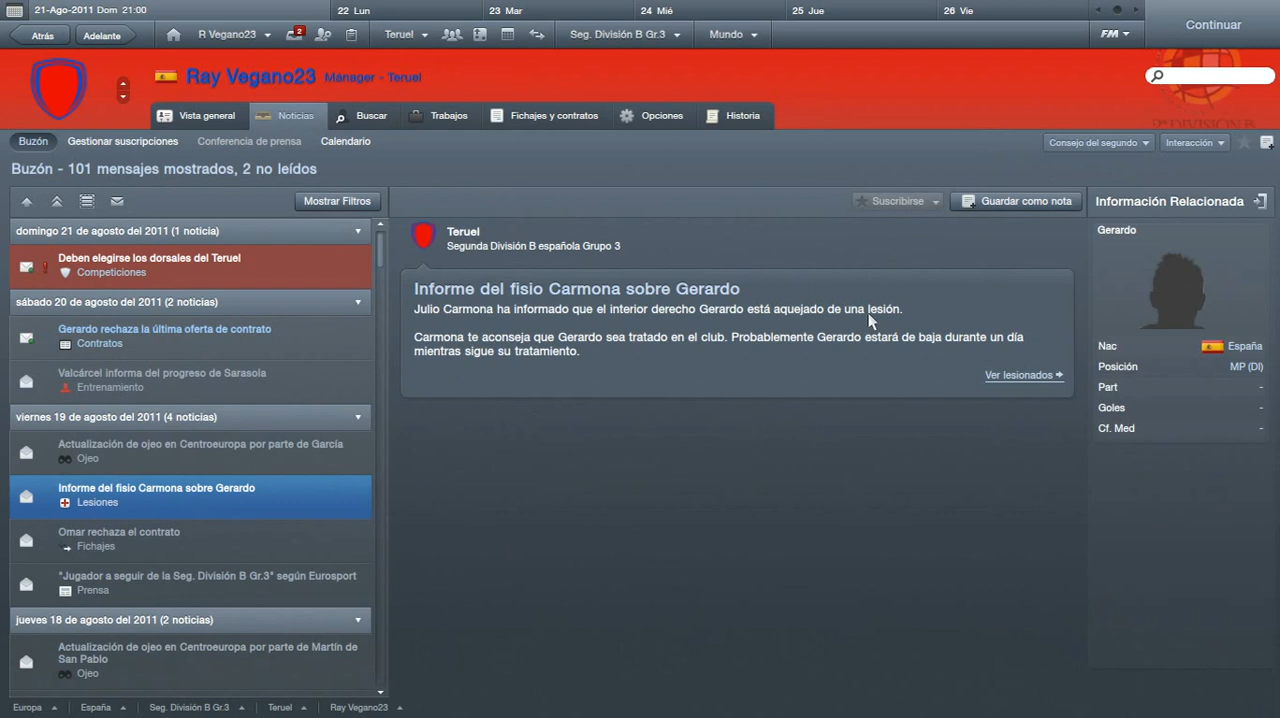 21-Ago-2011 Dom 21:00
22 Lun
23 Mar
24 Mié
25 Jue
26 Vie
Continuar
Atrás
Adelante
R Vegano23
2
Teruel
Seg. División B Gr.3
Mundo
FM
Ray Vegano23 Manager - Teruel
Vista general
Noticias
Buscar
Trabajos
Fichajes y contratos
Opciones
Historia
Buzón
Gestionar suscripciones
Conferencia de prensa
Calendario
Consejo del segundo
Interacción
Buzón - 101 mensajes mostrados, 2 no leídos
Mostrar Filtros
Suscribirse
Guardar como nota
Información Relacionada
domingo 21 de agosto del 2011 (1 noticia)
Deben elegirse los dorsales del Teruel
Competiciones
sábado 20 de agosto del 2011 (2 noticias)
Gerardo rechaza la última oferta de contrato
Contratos
Valcárcel informa del progreso de Sarasola
Entrenamiento
viernes 19 de agosto del 2011 (4 noticias)
Actualización de ojeo en Centroeuropa por parte de García
Ojeo
Informe del fisio Carmona sobre Gerardo
Lesiones
Omar rechaza el contrato
Fichajes
"Jugador a seguir de la Seg. División B Gr.3" según Eurosport
Prensa
jueves 18 de agosto del 2011 (2 noticias)
Actualización de ojeo en Centroeuropa por parte de Martín de
San Pablo
Ojeo
Teruel
Segunda División B española Grupo 3
Informe del fisio Carmona sobre Gerardo
Julio Carmona ha informado que el interior derecho Gerardo está aquejado de una lesión.
Carmona te aconseja que Gerardo sea tratado en el club. Probablemente Gerardo estará de baja durante un día
mientras sigue su tratamiento.
Ver lesionados
Gerardo
Nac España
Posición MP (DI)
Part -
Goles -
Cf. Med -
Europa
España
Seg. División B Gr.3
Teruel
Ray Vegano23